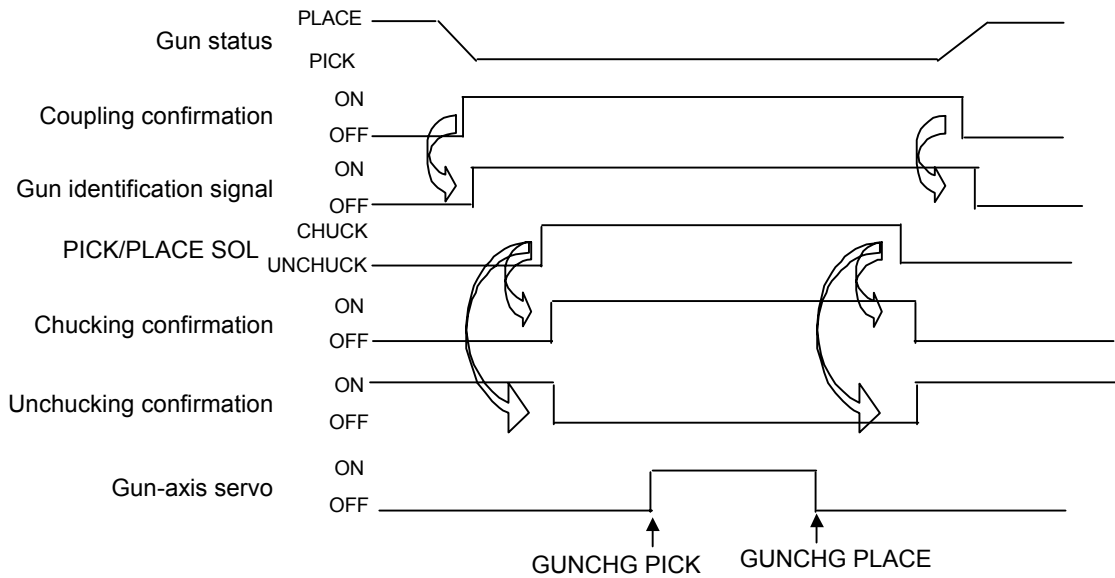 PLACE
Gun status
PICK
ON
Coupling confirmation
OFF
ON
Gun identification signal
OFF
CHUCK
PICK/PLACE SOL
UNCHUCK
ON
Chucking confirmation
OFF
ON
Unchucking confirmation
OFF
ON
Gun-axis servo
OFF
GUNCHG PICK
GUNCHG PLACE